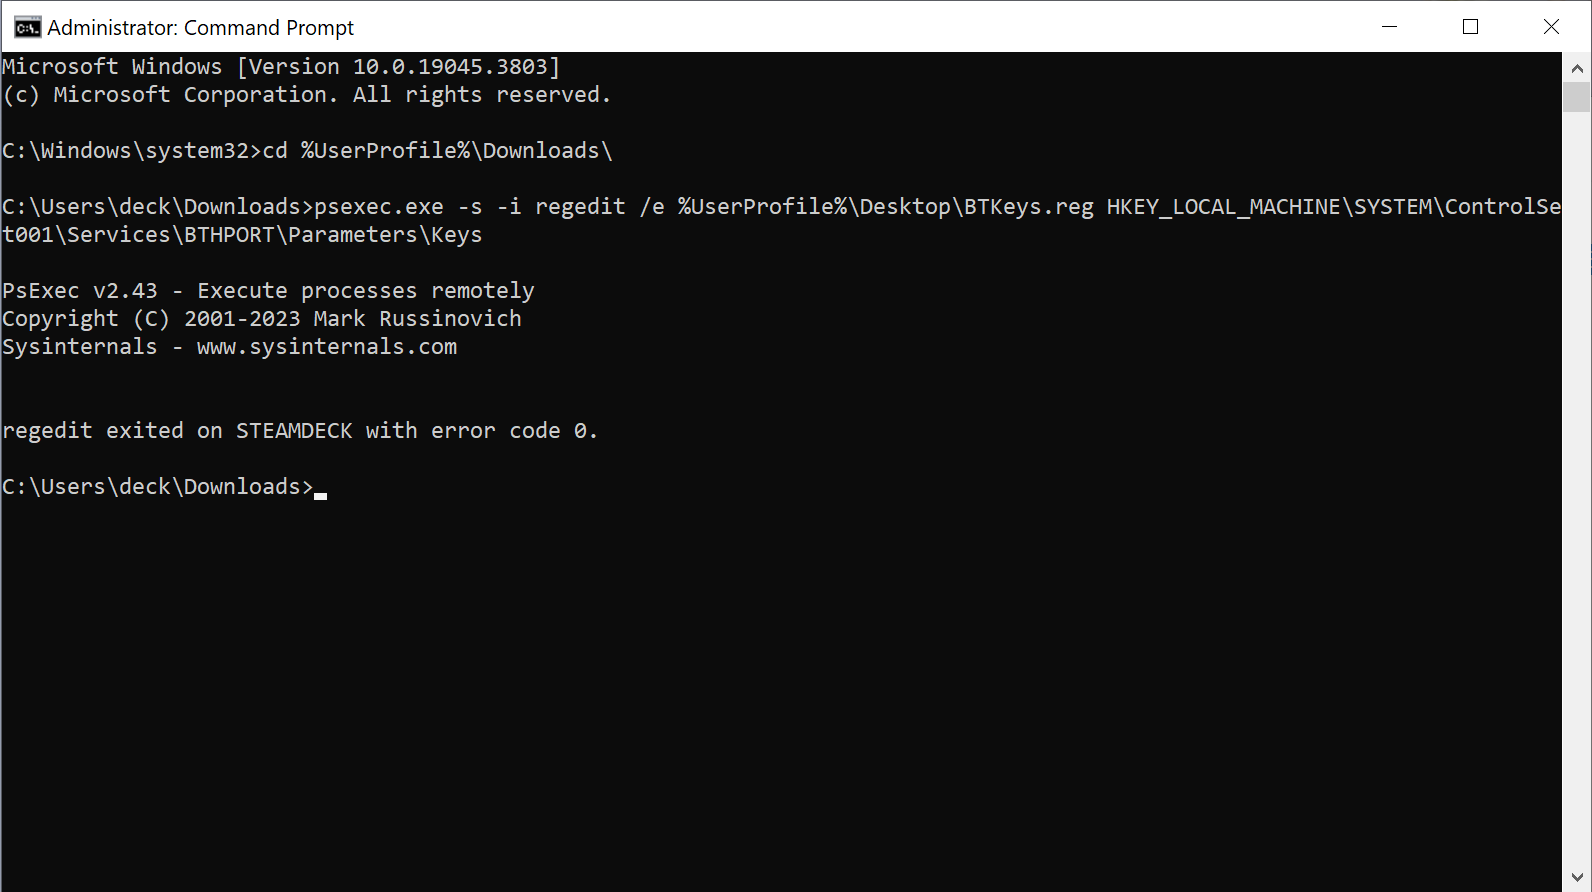 Administrator: Command Prompt
Microsoft Windows [Version 10.0.19045.3803]
(c) Microsoft Corporation. All rights reserved.
C:\Windows\system32>cd %UserProfile%\Downloads\
C:\Users\deck\Downloads>psexec.exe -s -i regedit /e %UserProfile%\Desktop\BTKeys.reg HKEY_LOCAL_MACHINE\SYSTEM\ControlSe
t001\Services\BTHPORT\Parameters\Keys
PsExec v2.43 - Execute processes remotely
Copyright (C) 2001-2023 Mark Russinovich
Sysinternals - www.sysinternals.com
regedit exited on STEAMDECK with error code 0.
C:\Users\deck\Downloads>